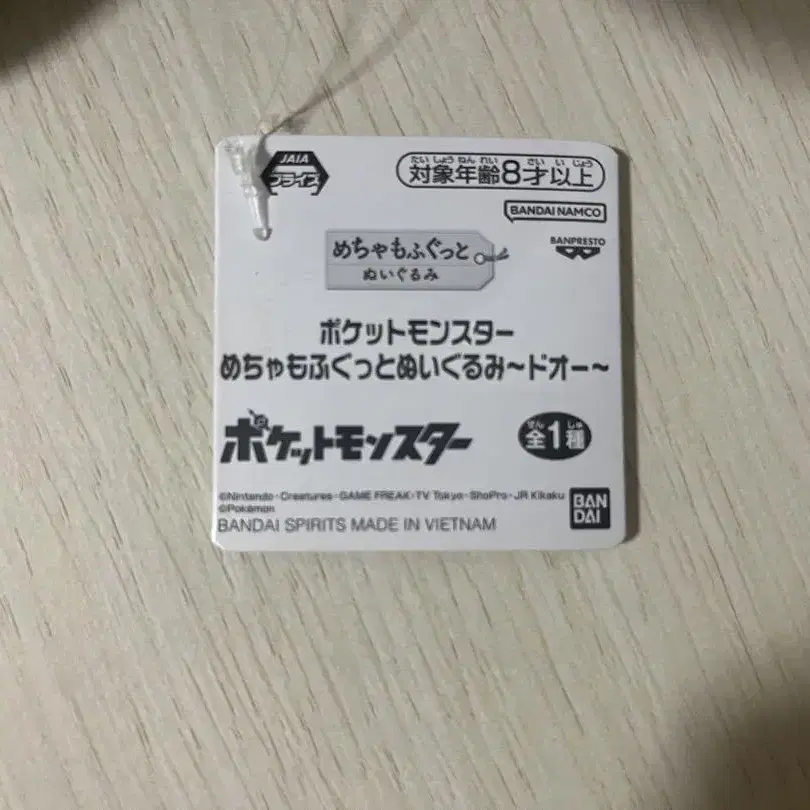 JAIA
プライズ
たいしょうねんれい さいいじょう
対象年齢8才以上
BANDAI NAMCO
めちゃもふぐっと
ぬいぐるみ
BANPRESTO
ポケットモンスター
めちゃもふぐっとぬいぐるみ～ドオー～
ポケットモンスター
ぜん しゅ
全1種
©Nintendo・Creatures・GAME FREAK・TV Tokyo・ShoPro・JR Kikaku
©Pokémon
BANDAI SPIRITS MADE IN VIETNAM
BAN
DAI